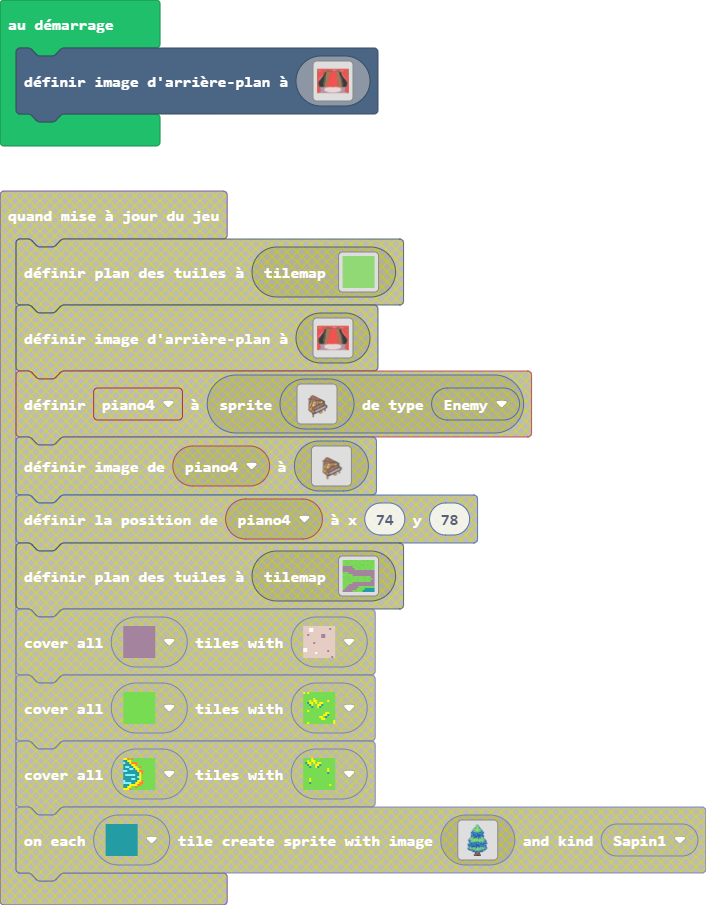 au démarrage
définir image d'arrière-plan à
quand mise à jour du jeu
définir plan des tuiles à tilemap
définir image d'arrière-plan à
définir piano4 à sprite de type Enemy
définir image de piano4 à
définir la position de piano4 à x 74 y 78
définir plan des tuiles à tilemap
cover all tiles with
cover all tiles with
cover all tiles with
on each tile create sprite with image and kind Sapin1